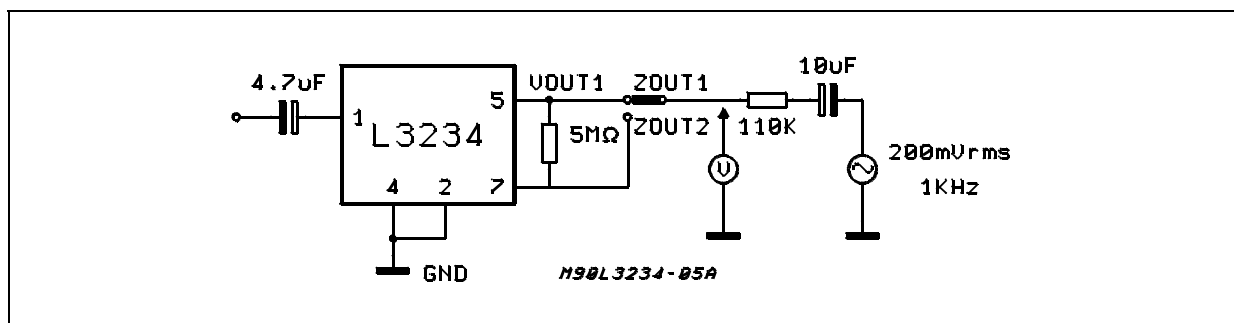 4.7uF
1
L3234
5
7
4
2
GND
VOUT1
5MΩ
ZOUT1
ZOUT2
V
110K
10uF
200mVrms
1KHz
M90L3234-05A